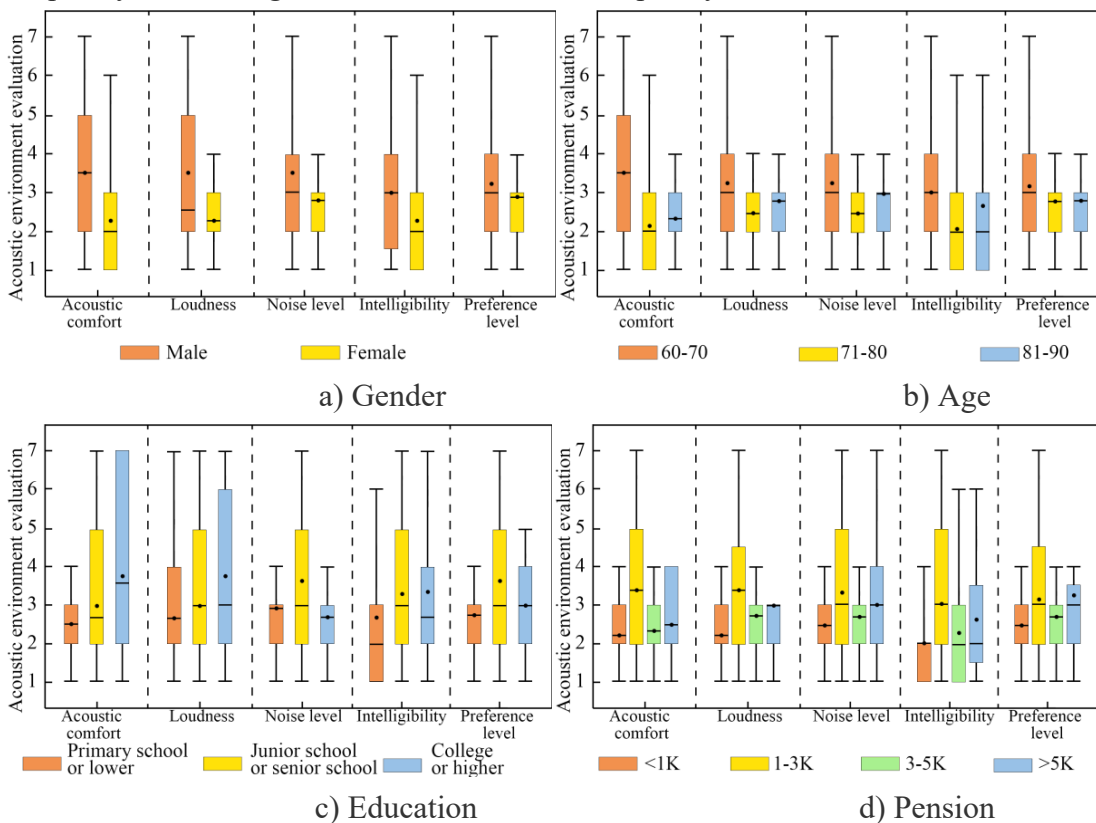 Acoustic environment evaluation
7
6
5
4
3
2
1
Acoustic
comfort
Loudness
Noise level
Intelligibility
Preference
level
Male
Female
a) Gender
Acoustic environment evaluation
7
6
5
4
3
2
1
Acoustic
comfort
Loudness
Noise level
Intelligibility
Preference
level
60-70
71-80
81-90
b) Age
Acoustic environment evaluation
7
6
5
4
3
2
1
Acoustic
comfort
Loudness
Noise level
Intelligibility
Preference
level
Primary school
or lower
Junior school
or senior school
College
or higher
c) Education
Acoustic environment evaluation
7
6
5
4
3
2
1
Acoustic
comfort
Loudness
Noise level
Intelligibility
Preference
level
<1K
1-3K
3-5K
>5K
d) Pension